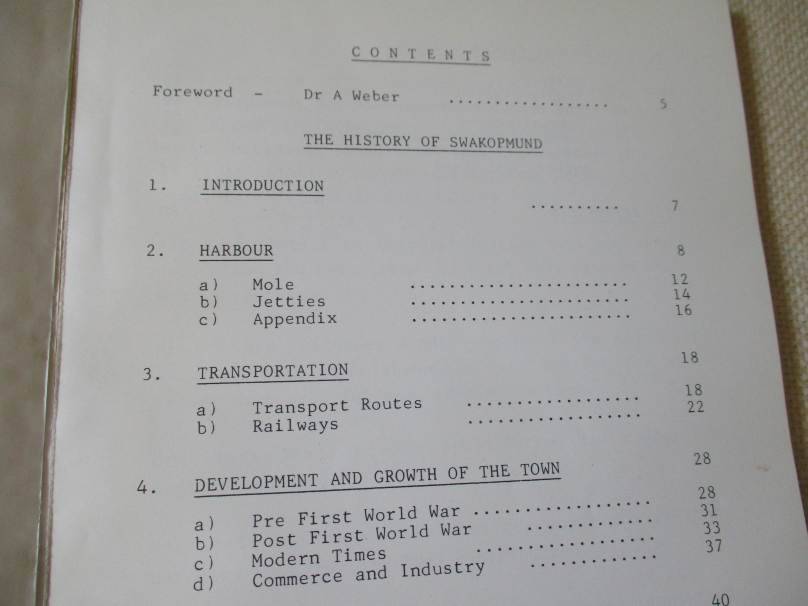 C O N T E N T S
Foreword - Dr A Weber .................. 5
THE HISTORY OF SWAKOPMUND
1. INTRODUCTION
.......... 7
2. HARBOUR 8
a) Mole ........................ 12
b) Jetties ........................ 14
c) Appendix ........................ 16
3. TRANSPORTATION 18
a) Transport Routes ................... 18
b) Railways ................... 22
4. DEVELOPMENT AND GROWTH OF THE TOWN 28
a) Pre First World War ................... 28
b) Post First World War ............. 31
c) Modern Times ................... 33
d) Commerce and Industry ............. 37
40